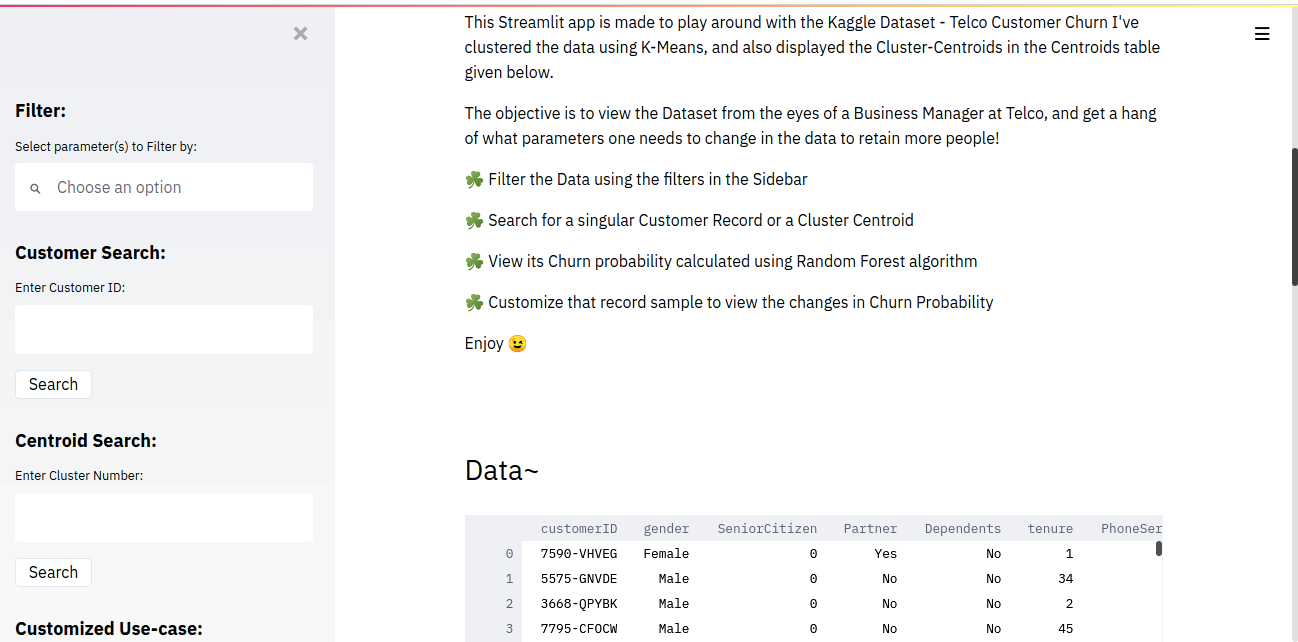 Filter:
Select parameter(s) to Filter by:
Choose an option
Customer Search:
Enter Customer ID:
Search
Centroid Search:
Enter Cluster Number:
Search
Customized Use-case:
This Streamlit app is made to play around with the Kaggle Dataset - Telco Customer Churn I've
clustered the data using K-Means, and also displayed the Cluster-Centroids in the Centroids table
given below.
The objective is to view the Dataset from the eyes of a Business Manager at Telco, and get a hang
of what parameters one needs to change in the data to retain more people!
☘️ Filter the Data using the filters in the Sidebar
☘️ Search for a singular Customer Record or a Cluster Centroid
☘️ View its Churn probability calculated using Random Forest algorithm
☘️ Customize that record sample to view the changes in Churn Probability
Enjoy 😉
Data~
customerID gender SeniorCitizen Partner Dependents tenure PhoneSer
0 7590-VHVEG Female 0 Yes No 1
1 5575-GNVDE Male 0 No No 34
2 3668-QPYBK Male 0 No No 2
3 7795-CFOCW Male 0 No No 45